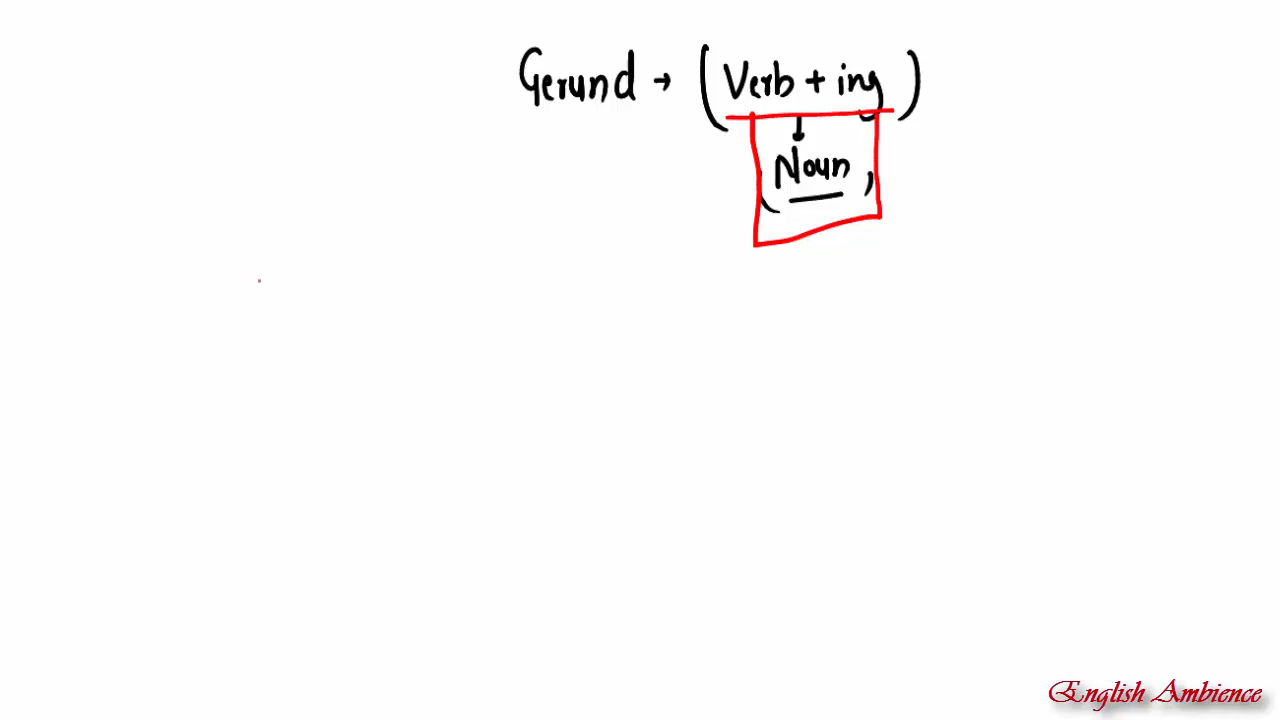 Gerund → (Verb + ing)
(Noun)
English Ambience